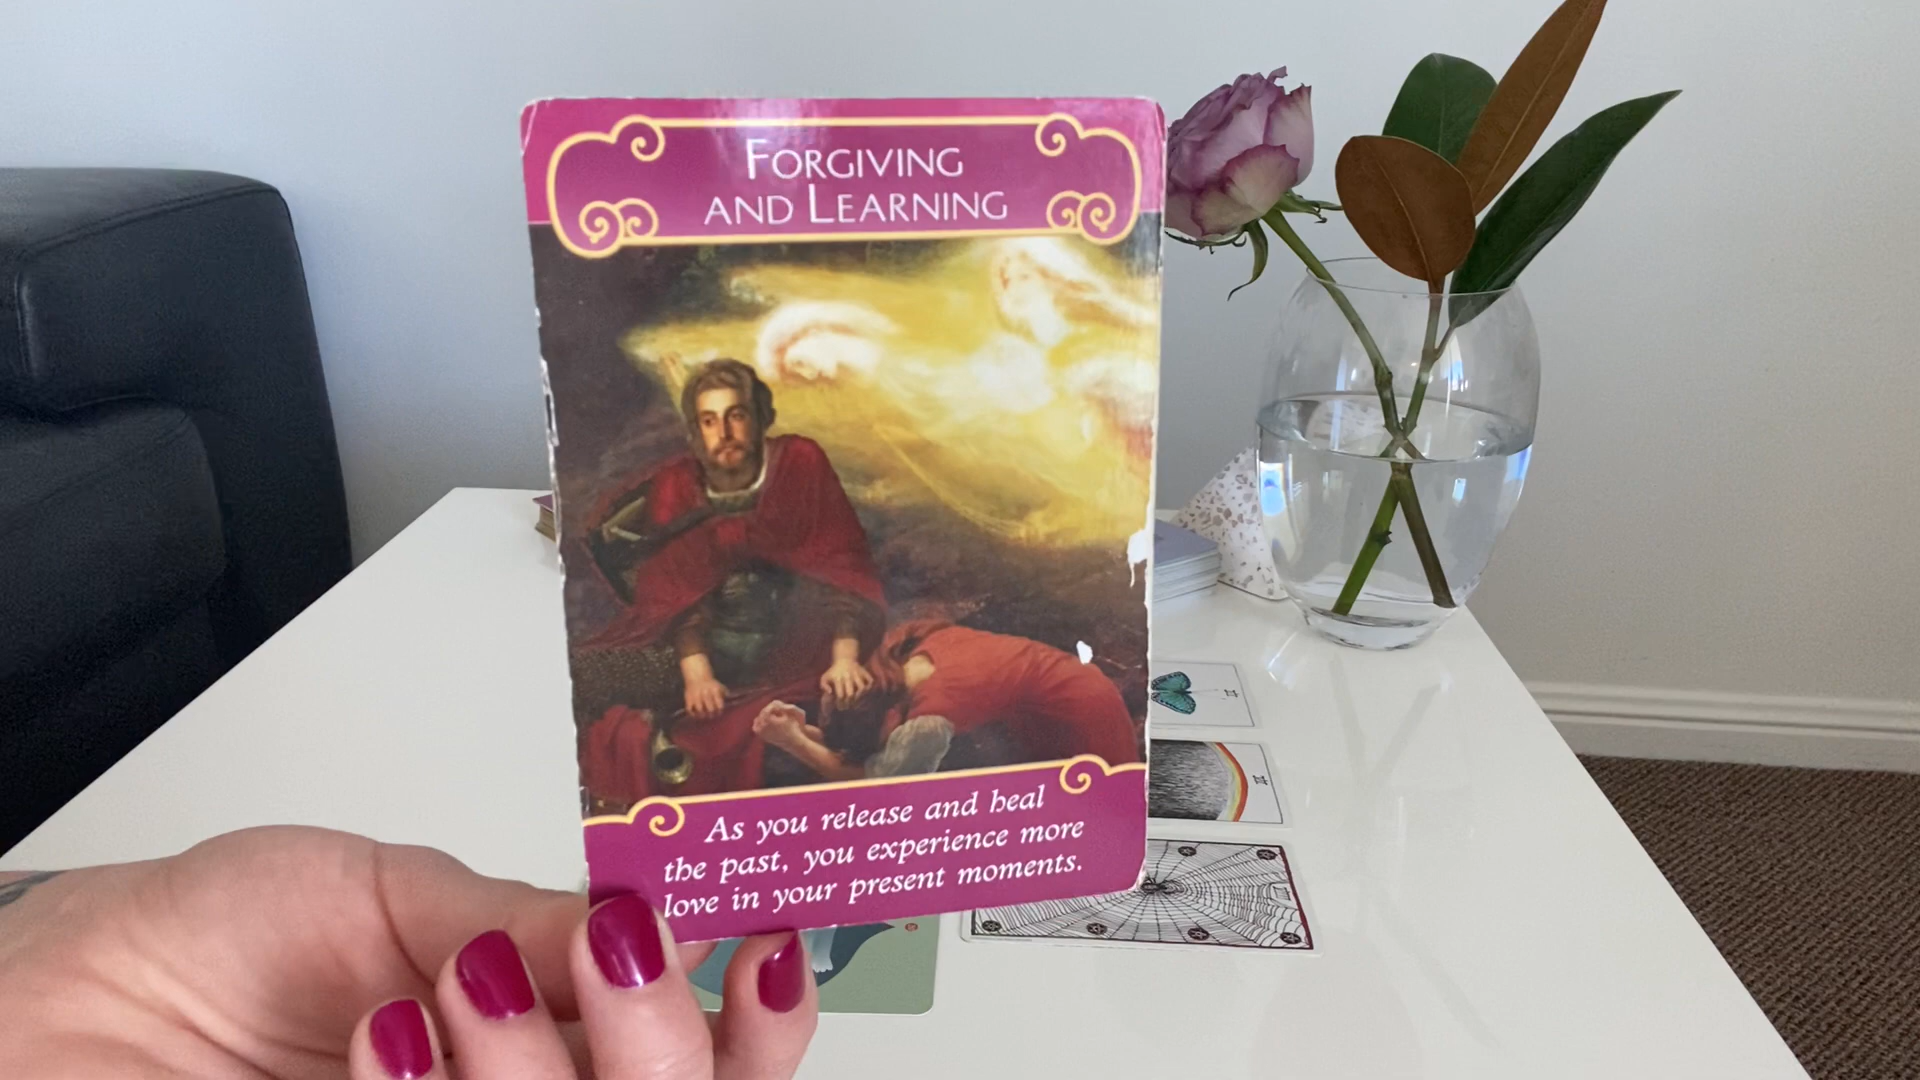 FORGIVING
AND LEARNING
As you release and heal
the past, you experience more
love in your present moments.